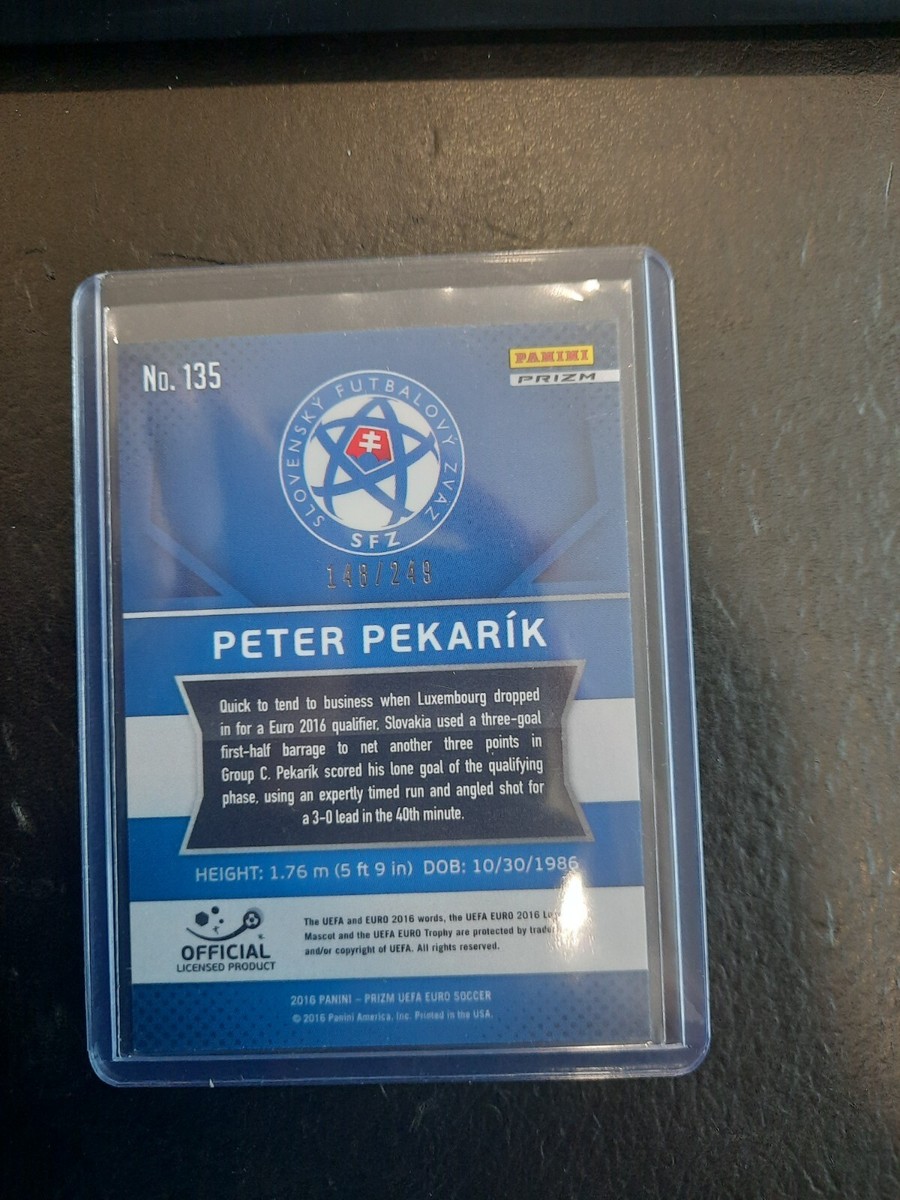 No. 135
PANINI
PRIZM
SLOVENSKÝ FUTBALOVÝ ZVÄZ
SFZ
148/249
PETER PEKARÍK
Quick to tend to business when Luxembourg dropped
in for a Euro 2016 qualifier, Slovakia used a three-goal
first-half barrage to net another three points in
Group C. Pekarík scored his lone goal of the qualifying
phase, using an expertly timed run and angled shot for
a 3-0 lead in the 40th minute.
HEIGHT: 1.76 m (5 ft 9 in) DOB: 10/30/1986
OFFICIAL
LICENSED PRODUCT
The UEFA and EURO 2016 words, the UEFA EURO 2016
Mascot and the UEFA EURO Trophy are protected by
and/or copyright of UEFA. All rights reserved.
2016 PANINI – PRIZM UEFA EURO SOCCER
© 2016 Panini America, Inc. Printed in the USA.